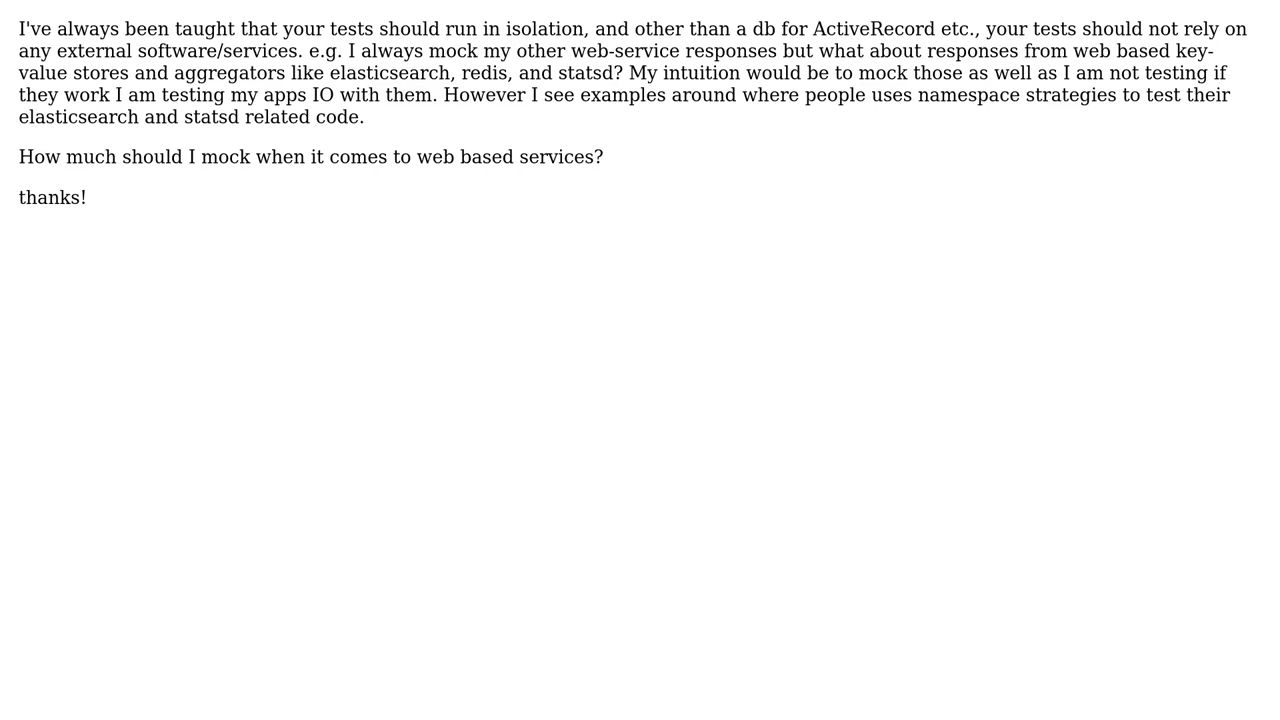 I've always been taught that your tests should run in isolation, and other than a db for ActiveRecord etc., your tests should not rely on
any external software/services. e.g. I always mock my other web-service responses but what about responses from web based key-
value stores and aggregators like elasticsearch, redis, and statsd? My intuition would be to mock those as well as I am not testing if
they work I am testing my apps IO with them. However I see examples around where people uses namespace strategies to test their
elasticsearch and statsd related code.
How much should I mock when it comes to web based services?
thanks!